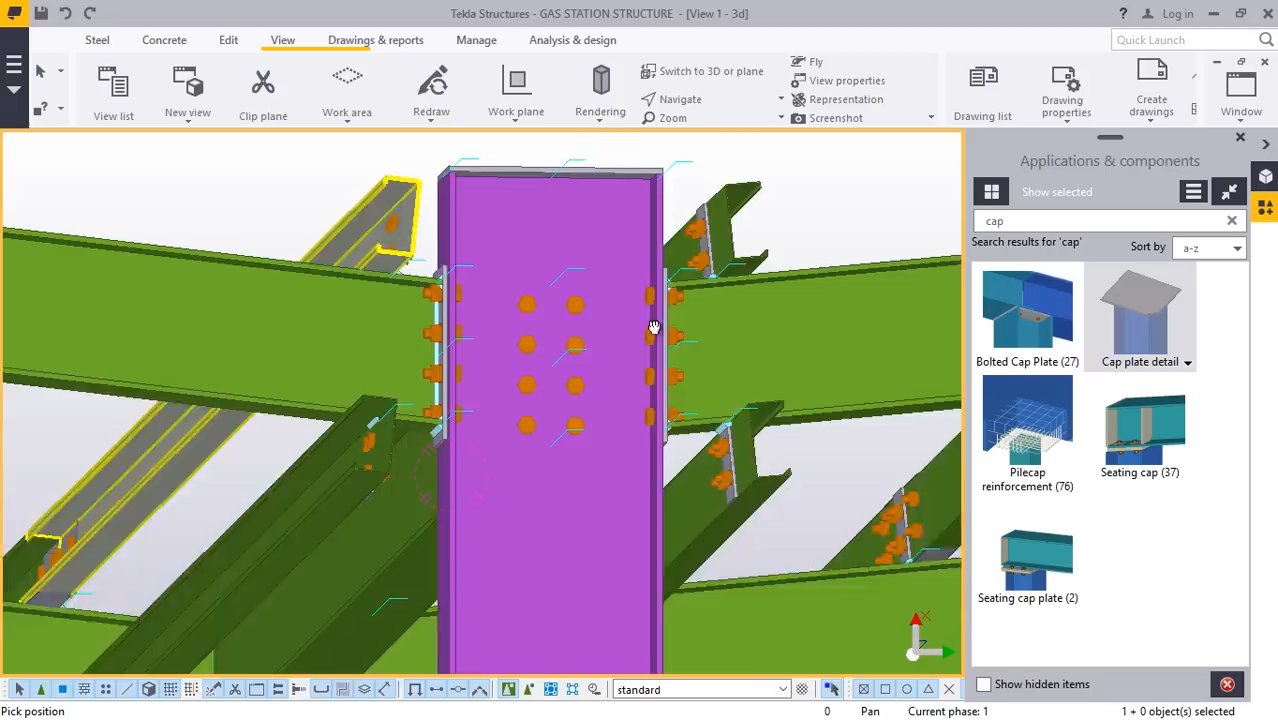 Tekla Structures - GAS STATION STRUCTURE - [View 1 - 3d]
? Log in
Steel Concrete Edit View Drawings & reports Manage Analysis & design Quick Launch
Fly
Switch to 3D or plane View properties
Navigate Representation
View list New view Clip plane Work area Redraw Work plane Rendering Zoom Screenshot Drawing list Drawing properties Create drawings Window
Applications & components
Show selected
cap
Search results for 'cap' Sort by a-z
Bolted Cap Plate (27) Cap plate detail
Pilecap reinforcement (76) Seating cap (37)
Seating cap plate (2)
X
Z
Show hidden items
standard
Pick position 0 Pan Current phase: 1 1 + 0 object(s) selected